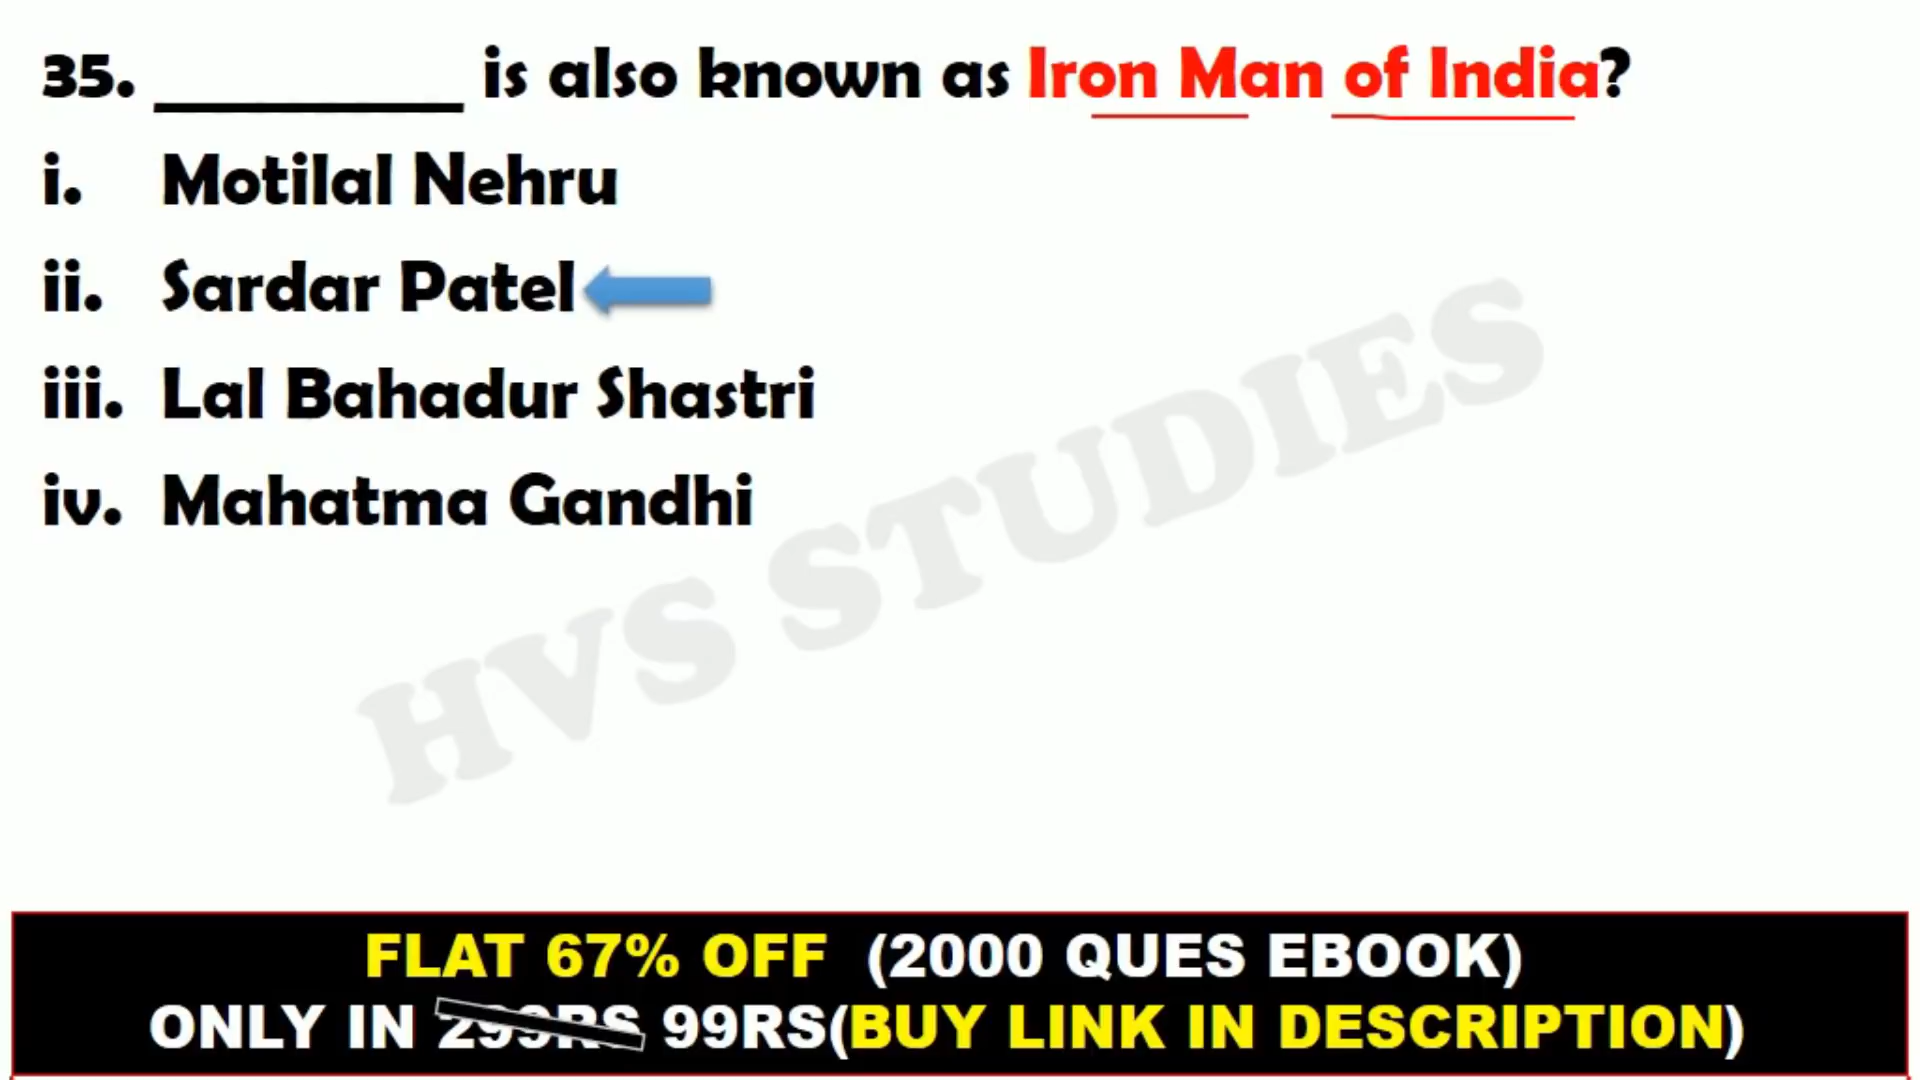 35. _________ is also known as Iron Man of India?
i. Motilal Nehru
ii. Sardar Patel
iii. Lal Bahadur Shastri
iv. Mahatma Gandhi
HVS STUDIES
FLAT 67% OFF (2000 QUES EBOOK)
ONLY IN 299RS 99RS(BUY LINK IN DESCRIPTION)